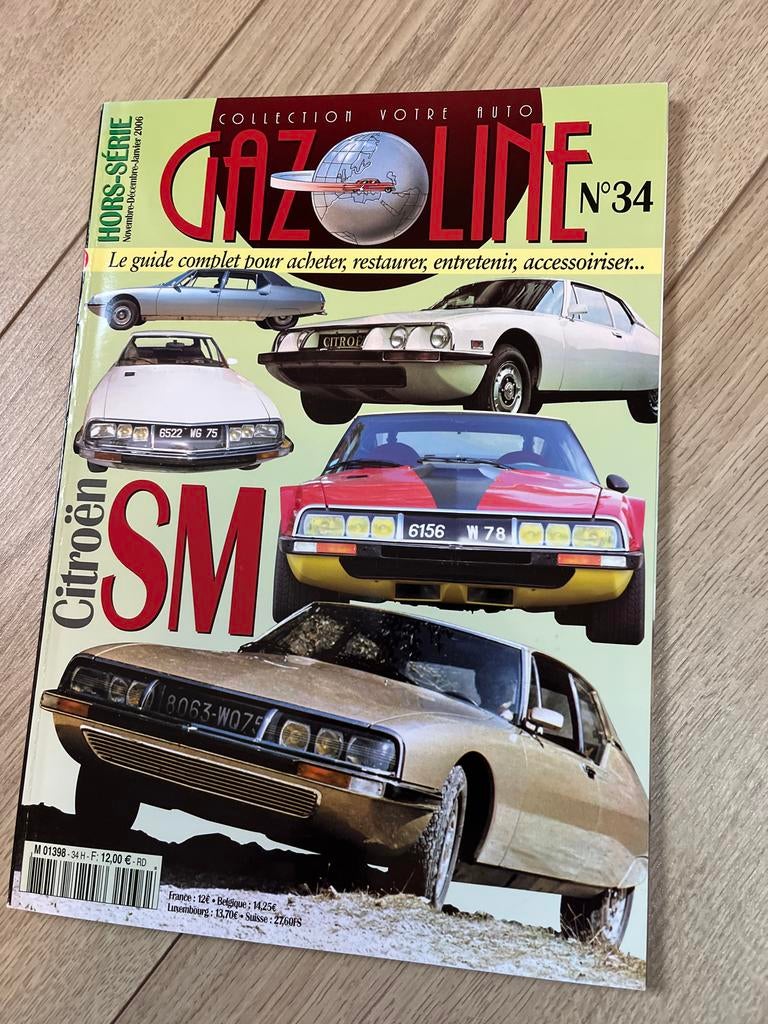 COLLECTION VOTRE AUTO
HORS-SÉRIE
Novembre-Décembre-Janvier 2006
GAZOLINE
N°34
Le guide complet pour acheter, restaurer, entretenir, accessoiriser...
CITROË
6522 WG 75
Citroën
SM
6156 W 78
8063-WQ75
M 01398 - 34 H - F: 12,00 € - RD
France : 12€ • Belgique : 14,25€
Luxembourg : 13,70€ • Suisse : 27,60FS